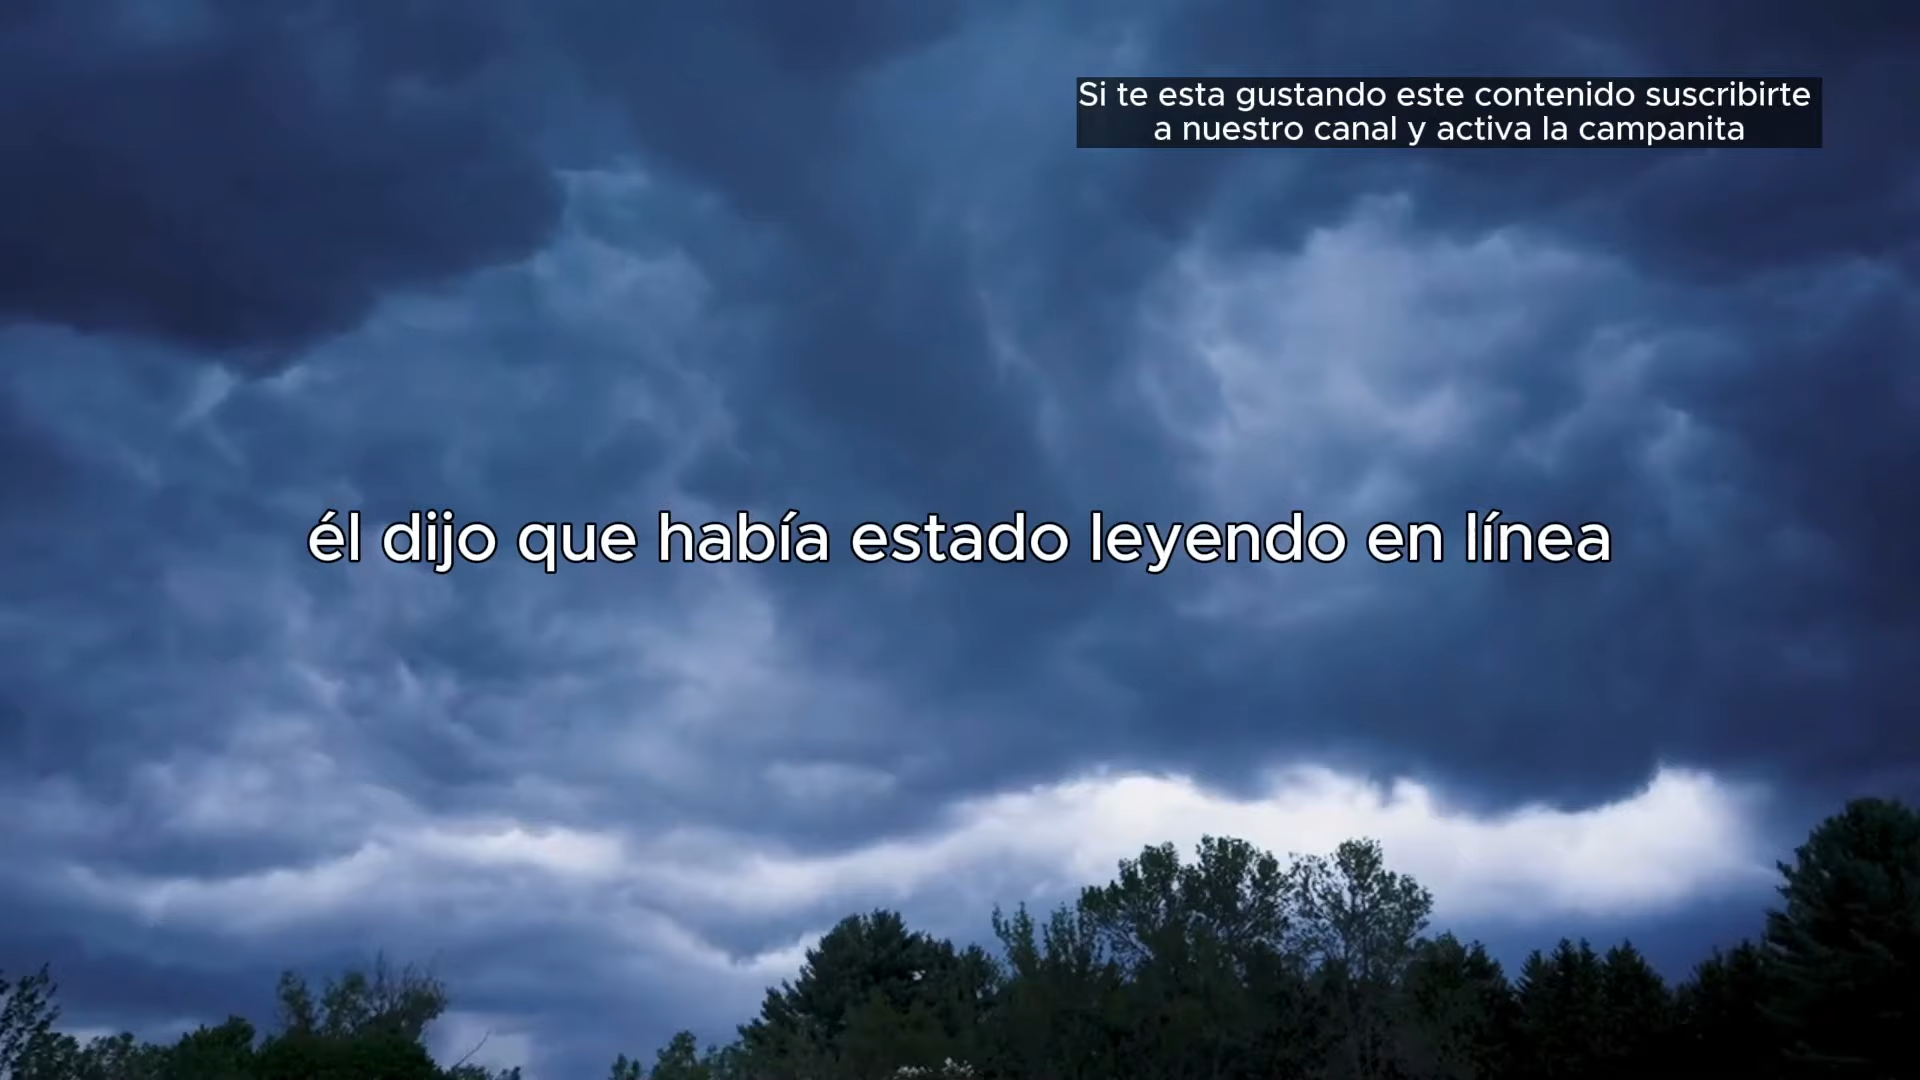 Si te esta gustando este contenido suscribirte
a nuestro canal y activa la campanita
él dijo que había estado leyendo en línea